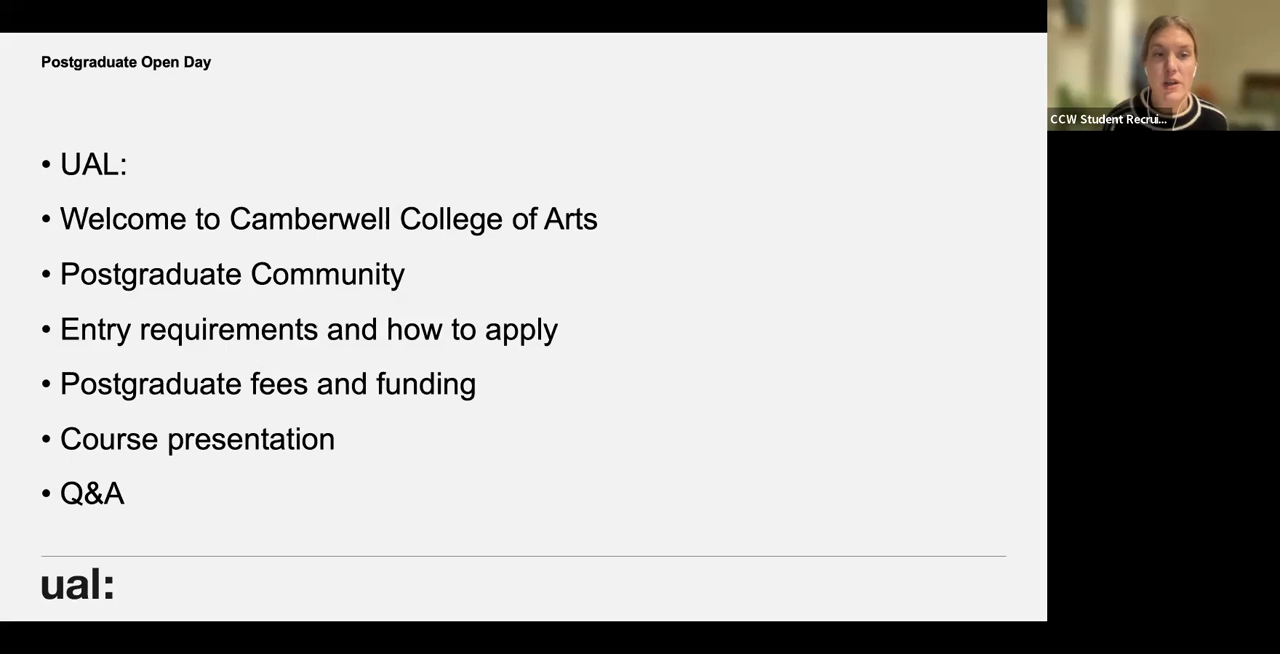 Postgraduate Open Day
• UAL:
• Welcome to Camberwell College of Arts
• Postgraduate Community
• Entry requirements and how to apply
• Postgraduate fees and funding
• Course presentation
• Q&A
ual:
CCW Student Recrui...